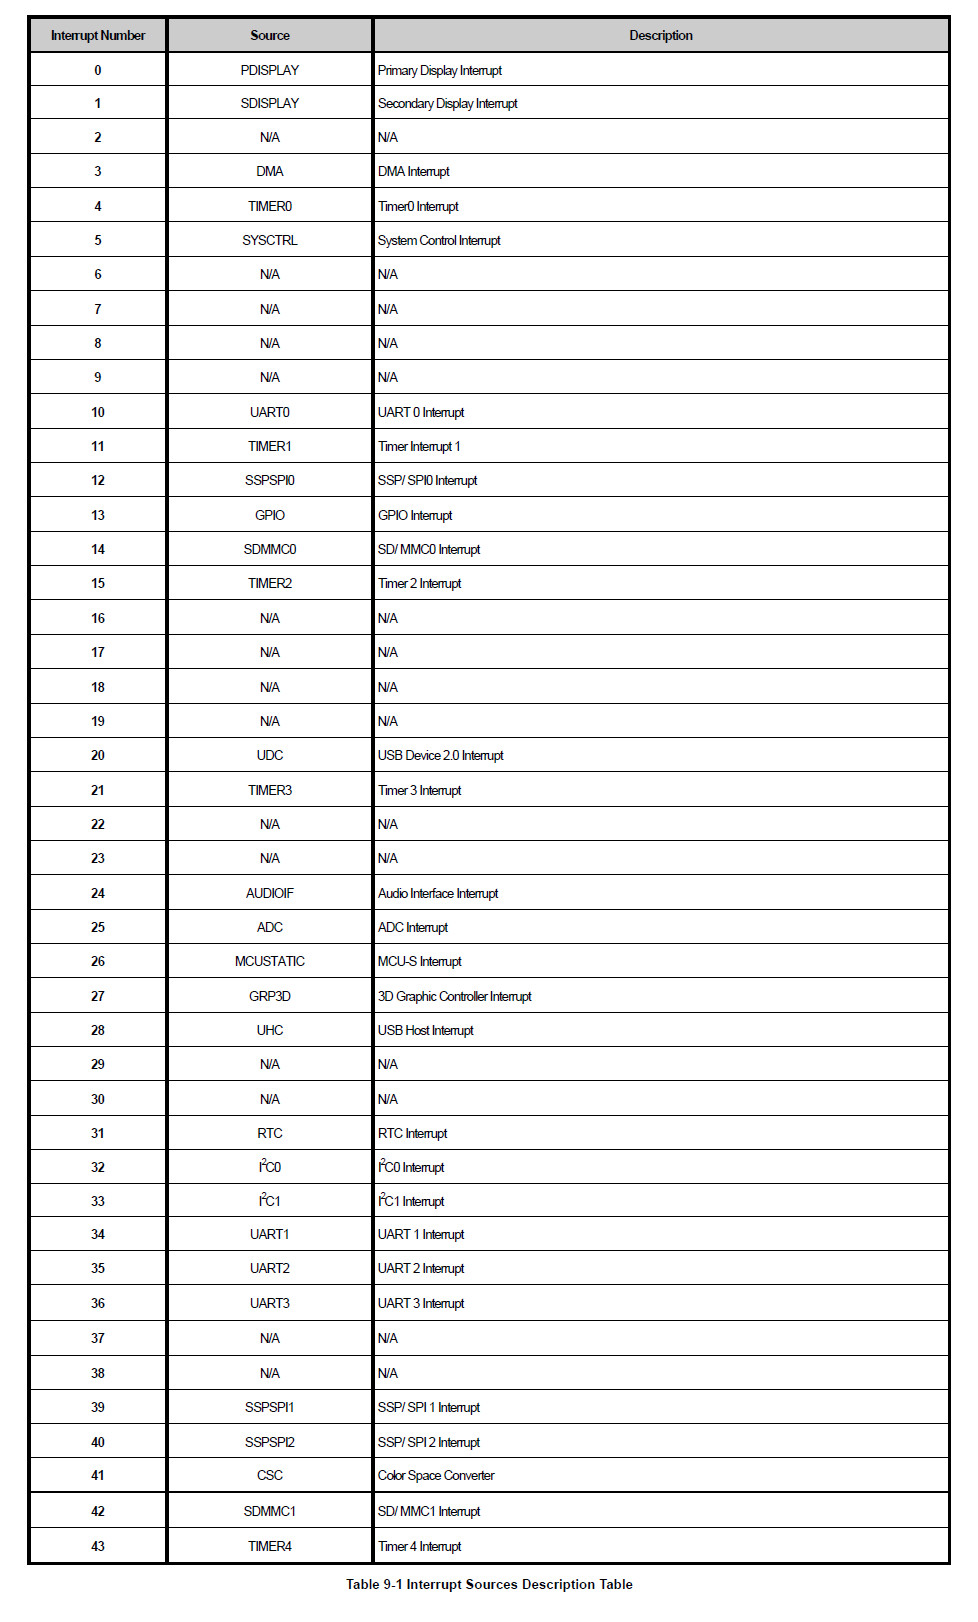 Interrupt Number Source Description
0 PDISPLAY Primary Display Interrupt
1 SDISPLAY Secondary Display Interrupt
2 N/A N/A
3 DMA DMA Interrupt
4 TIMER0 Timer0 Interrupt
5 SYSCTRL System Control Interrupt
6 N/A N/A
7 N/A N/A
8 N/A N/A
9 N/A N/A
10 UART0 UART 0 Interrupt
11 TIMER1 Timer Interrupt 1
12 SSPSPI0 SSP/ SPI0 Interrupt
13 GPIO GPIO Interrupt
14 SDMMC0 SD/ MMC0 Interrupt
15 TIMER2 Timer 2 Interrupt
16 N/A N/A
17 N/A N/A
18 N/A N/A
19 N/A N/A
20 UDC USB Device 2.0 Interrupt
21 TIMER3 Timer 3 Interrupt
22 N/A N/A
23 N/A N/A
24 AUDIOIF Audio Interface Interrupt
25 ADC ADC Interrupt
26 MCUSTATIC MCU-S Interrupt
27 GRP3D 3D Graphic Controller Interrupt
28 UHC USB Host Interrupt
29 N/A N/A
30 N/A N/A
31 RTC RTC Interrupt
32 I²C0 I²C0 Interrupt
33 I²C1 I²C1 Interrupt
34 UART1 UART 1 Interrupt
35 UART2 UART 2 Interrupt
36 UART3 UART 3 Interrupt
37 N/A N/A
38 N/A N/A
39 SSPSPI1 SSP/ SPI 1 Interrupt
40 SSPSPI2 SSP/ SPI 2 Interrupt
41 CSC Color Space Converter
42 SDMMC1 SD/ MMC1 Interrupt
43 TIMER4 Timer 4 Interrupt
Table 9-1 Interrupt Sources Description Table